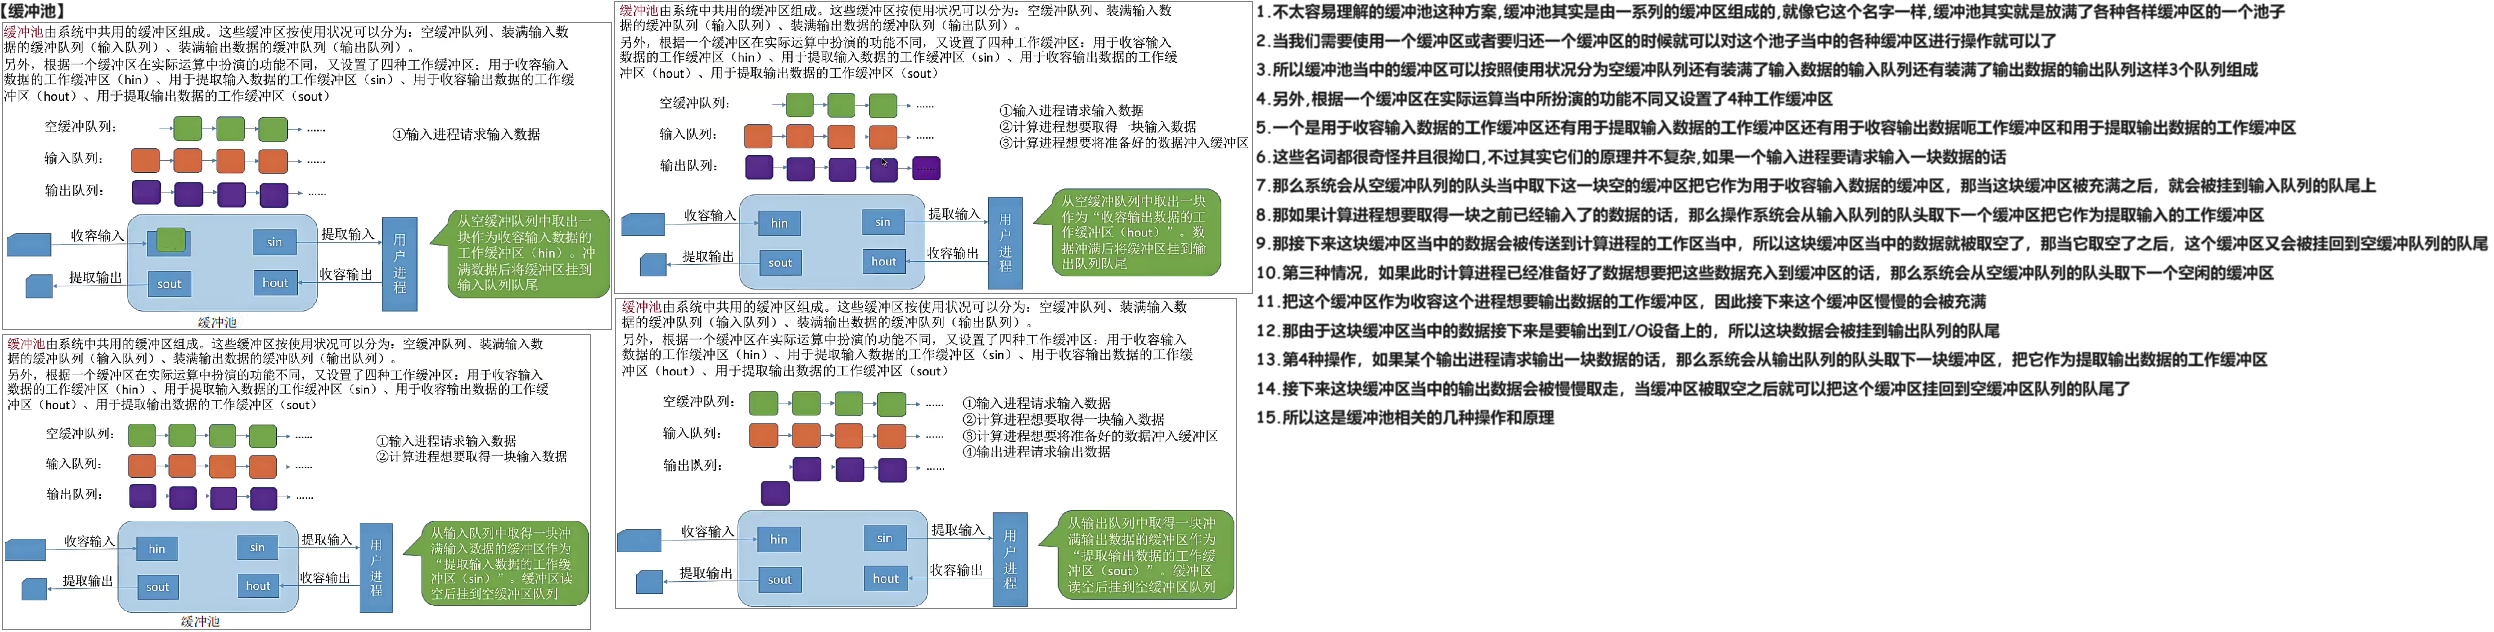 【缓冲池】
缓冲池由系统中共用的缓冲区组成。这些缓冲区按使用状况可以分为：空缓冲队列、装满输入数
据的缓冲队列（输入队列）、装满输出数据的缓冲队列（输出队列）。
另外，根据一个缓冲区在实际运算中扮演的功能不同，又设置了四种工作缓冲区：用于收容输入
数据的工作缓冲区（hin）、用于提取输入数据的工作缓冲区（sin）、用于收容输出数据的工作缓
冲区（hout）、用于提取输出数据的工作缓冲区（sout）
空缓冲队列：
......
①输入进程请求输入数据
输入队列：
......
输出队列：
......
收容输入
提取输出
sin
sout
hout
提取输入
收容输出
用户进程
缓冲池
从空缓冲队列中取出一
块作为收容输入数据的
工作缓冲区（hin）。冲
满数据后将缓冲区挂到
输入队列队尾
缓冲池由系统中共用的缓冲区组成。这些缓冲区按使用状况可以分为：空缓冲队列、装满输入数
据的缓冲队列（输入队列）、装满输出数据的缓冲队列（输出队列）。
另外，根据一个缓冲区在实际运算中扮演的功能不同，又设置了四种工作缓冲区：用于收容输入
数据的工作缓冲区（hin）、用于提取输入数据的工作缓冲区（sin）、用于收容输出数据的工作缓
冲区（hout）、用于提取输出数据的工作缓冲区（sout）
空缓冲队列：
......
①输入进程请求输入数据
②计算进程想要取得一块输入数据
输入队列：
......
输出队列：
......
收容输入
提取输出
hin
sin
sout
hout
提取输入
收容输出
用户进程
缓冲池
从输入队列中取得一块冲
满输入数据的缓冲区作为
“提取输入数据的工作缓
冲区（sin）”。缓冲区读
空后挂到空缓冲区队列
缓冲池由系统中共用的缓冲区组成。这些缓冲区按使用状况可以分为：空缓冲队列、装满输入数
据的缓冲队列（输入队列）、装满输出数据的缓冲队列（输出队列）。
另外，根据一个缓冲区在实际运算中扮演的功能不同，又设置了四种工作缓冲区：用于收容输入
数据的工作缓冲区（hin）、用于提取输入数据的工作缓冲区（sin）、用于收容输出数据的工作缓
冲区（hout）、用于提取输出数据的工作缓冲区（sout）
空缓冲队列：
......
①输入进程请求输入数据
②计算进程想要取得一块输入数据
③计算进程想要将准备好的数据冲入缓冲区
输入队列：
......
输出队列：
收容输入
提取输出
hin
sin
sout
hout
提取输入
收容输出
用户进程
从空缓冲队列中取出一块
作为“收容输出数据的工
作缓冲区（hout）”。数
据冲满后将缓冲区挂到输
出队列队尾
缓冲池由系统中共用的缓冲区组成。这些缓冲区按使用状况可以分为：空缓冲队列、装满输入数
据的缓冲队列（输入队列）、装满输出数据的缓冲队列（输出队列）。
另外，根据一个缓冲区在实际运算中扮演的功能不同，又设置了四种工作缓冲区：用于收容输入
数据的工作缓冲区（hin）、用于提取输入数据的工作缓冲区（sin）、用于收容输出数据的工作缓
冲区（hout）、用于提取输出数据的工作缓冲区（sout）
空缓冲队列：
......
①输入进程请求输入数据
②计算进程想要取得一块输入数据
③计算进程想要将准备好的数据冲入缓冲区
④输出进程请求输出数据
输入队列：
......
输出队列：
......
收容输入
提取输出
hin
sin
sout
hout
提取输入
收容输出
用户进程
从输出队列中取得一块冲
满输出数据的缓冲区作为
“提取输出数据的工作缓
冲区（sout）”。缓冲区
读空后挂到空缓冲区队列
1.不太容易理解的缓冲池这种方案,缓冲池其实是由一系列的缓冲区组成的,就像它这个名字一样,缓冲池其实就是放满了各种各样缓冲区的一个池子
2.当我们需要使用一个缓冲区或者要归还一个缓冲区的时候就可以对这个池子当中的各种缓冲区进行操作就可以了
3.所以缓冲池当中的缓冲区可以按照使用状况分为空缓冲队列还有装满了输入数据的输入队列还有装满了输出数据的输出队列这样3个队列组成
4.另外,根据一个缓冲区在实际运算当中所扮演的功能不同又设置了4种工作缓冲区
5.一个是用于收容输入数据的工作缓冲区还有用于提取输入数据的工作缓冲区还有用于收容输出数据呃工作缓冲区和用于提取输出数据的工作缓冲区
6.这些名词都很奇怪并且很拗口,不过其实它们的原理并不复杂,如果一个输入进程要请求输入一块数据的话
7.那么系统会从空缓冲队列的队头当中取下这一块空的缓冲区把它作为用于收容输入数据的缓冲区，那当这块缓冲区被充满之后，就会被挂到输入队列的队尾上
8.那如果计算进程想要取得一块之前已经输入了的数据的话，那么操作系统会从输入队列的队头取下一个缓冲区把它作为提取输入的工作缓冲区
9.那接下来这块缓冲区当中的数据会被传送到计算进程的工作区当中，所以这块缓冲区当中的数据就被取空了，那当它取空了之后，这个缓冲区又会被挂回到空缓冲队列的队尾
10.第三种情况，如果此时计算进程已经准备好了数据想要把这些数据充入到缓冲区的话，那么系统会从空缓冲队列的队头取下一个空闲的缓冲区
11.把这个缓冲区作为收容这个进程想要输出数据的工作缓冲区，因此接下来这个缓冲区慢慢的会被充满
12.那由于这块缓冲区当中的数据接下来是要输出到I/O设备上的，所以这块数据会被挂到输出队列的队尾
13.第4种操作，如果某个输出进程请求输出一块数据的话，那么系统会从输出队列的队头取下一块缓冲区，把它作为提取输出数据的工作缓冲区
14.接下来这块缓冲区当中的输出数据会被慢慢取走，当缓冲区被取空之后就可以把这个缓冲区挂回到空缓冲区队列的队尾了
15.所以这是缓冲池相关的几种操作和原理